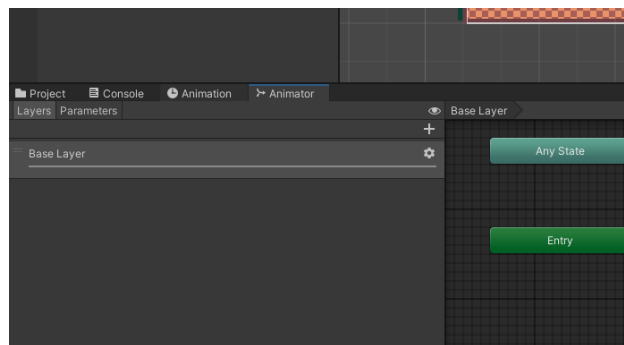 Project Console Animation Animator
Layers Parameters Base Layer
Base Layer
Any State
Entry